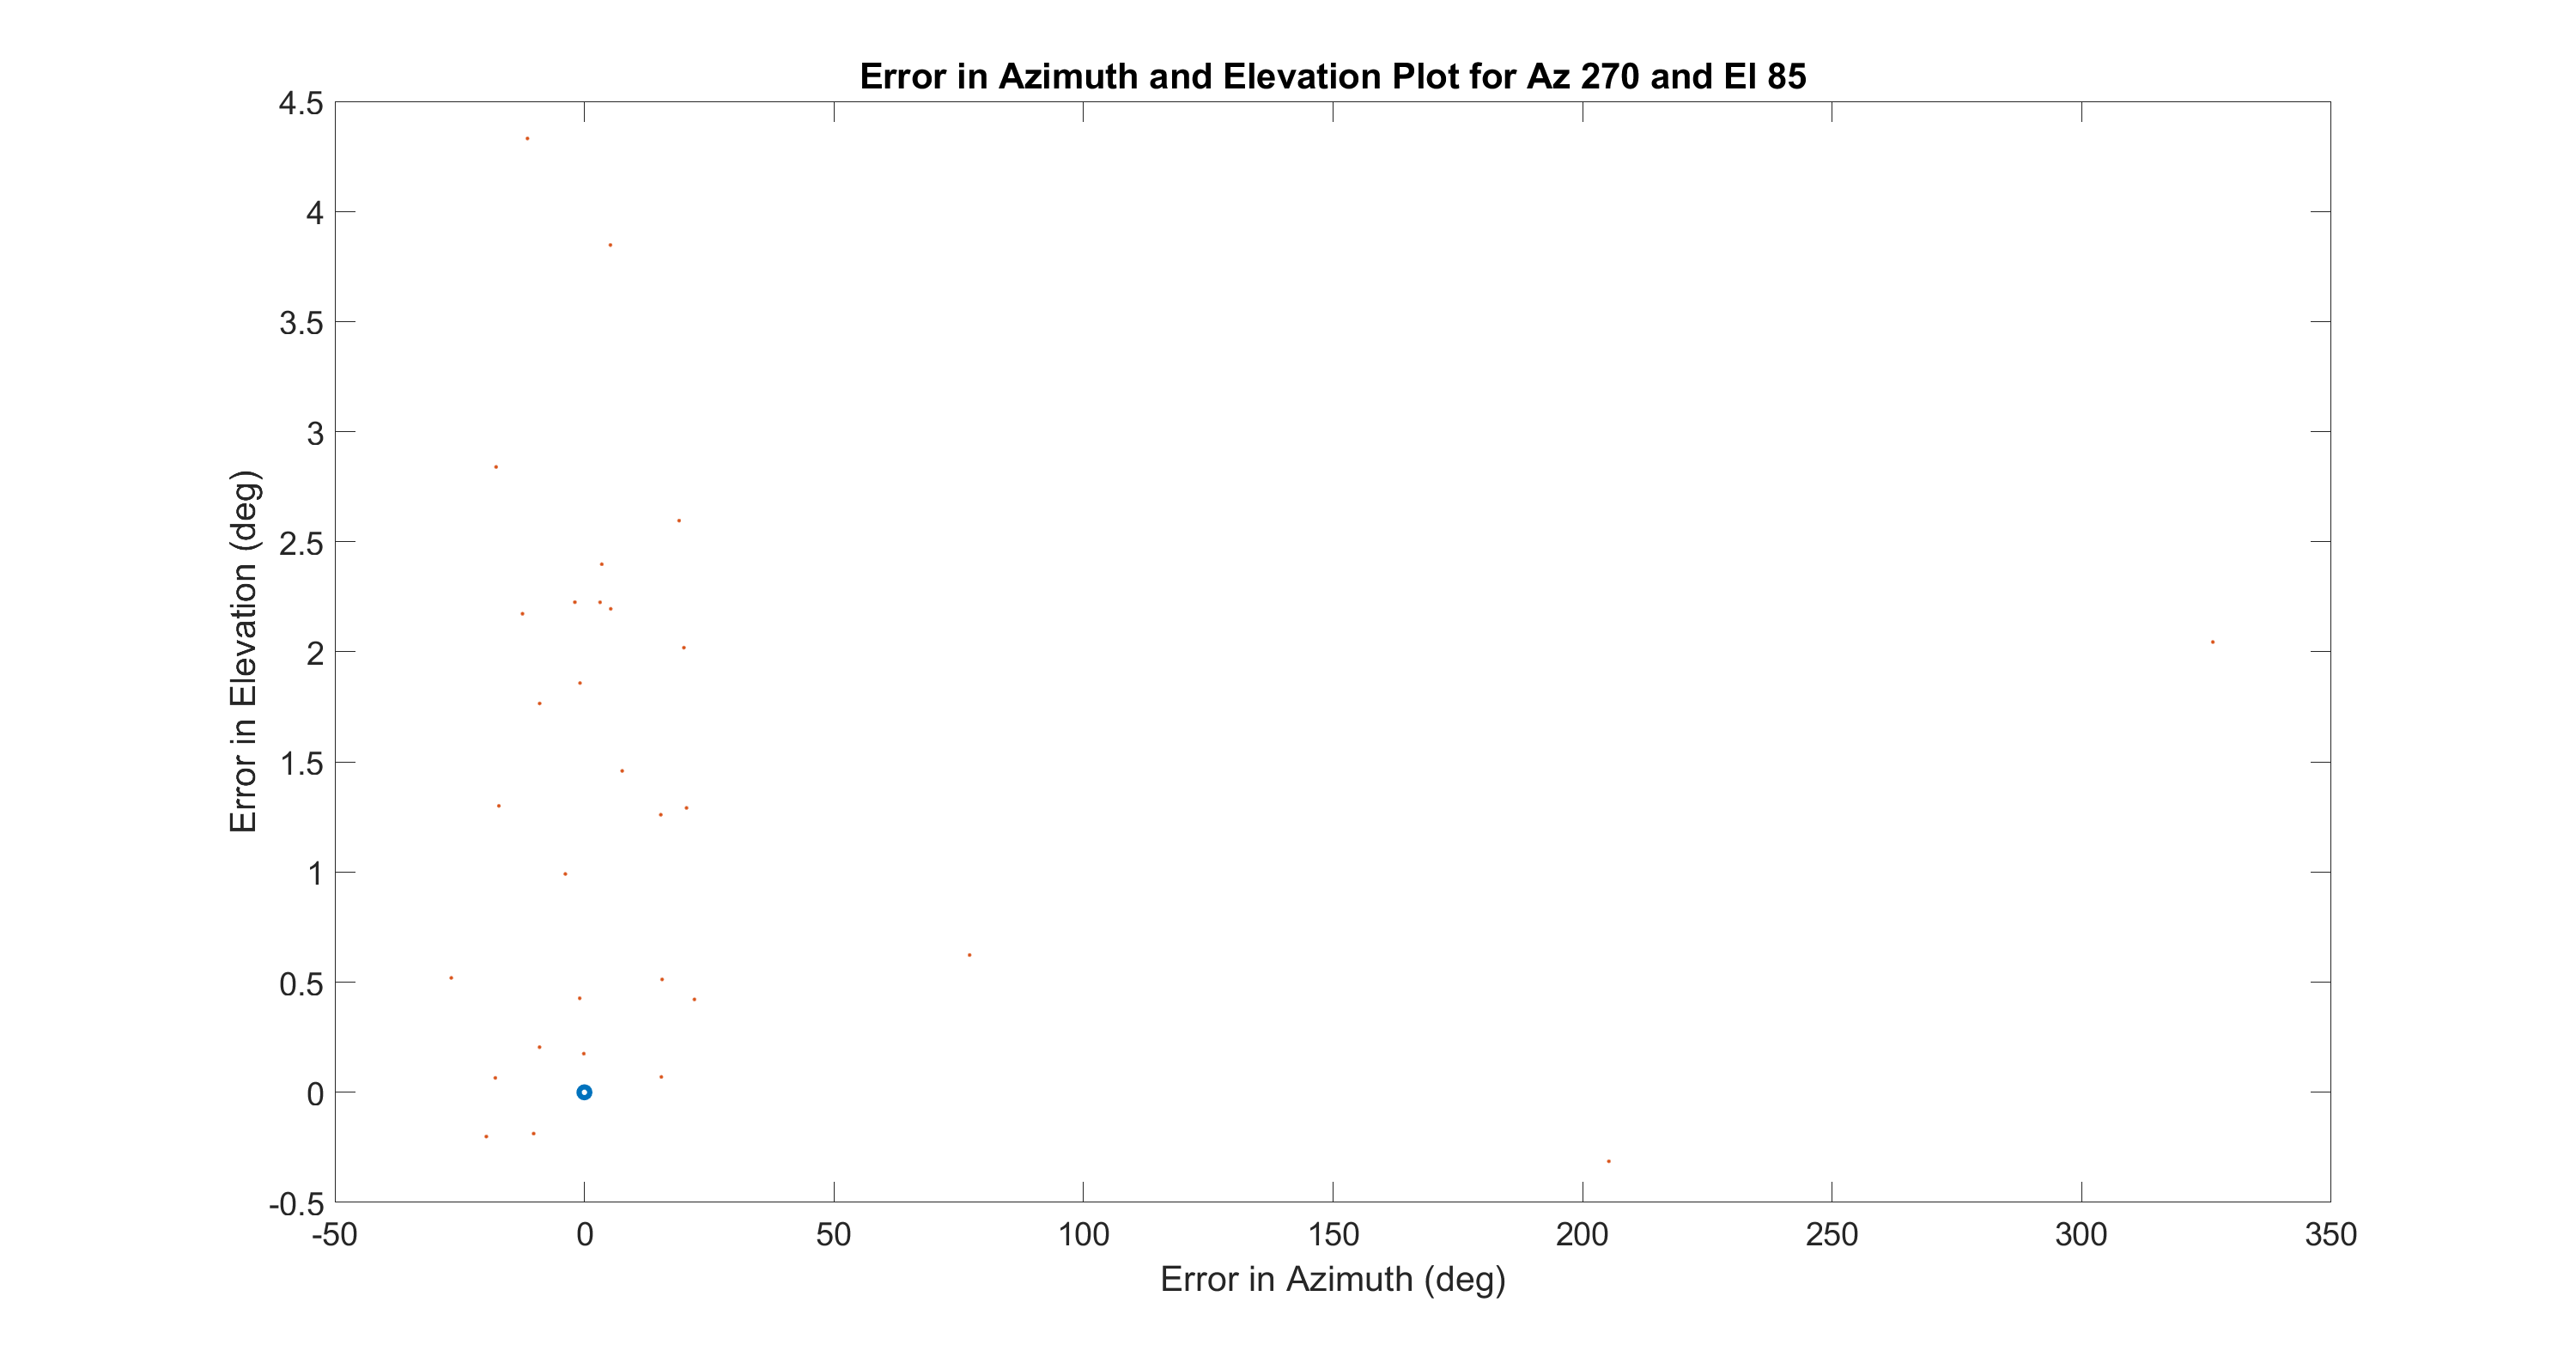 Error in Azimuth and Elevation Plot for Az 270 and El 85
4.5
4
3.5
3
2.5
2
1.5
1
0.5
0
-0.5
Error in Elevation (deg)
-50 0 50 100 150 200 250 300 350
Error in Azimuth (deg)